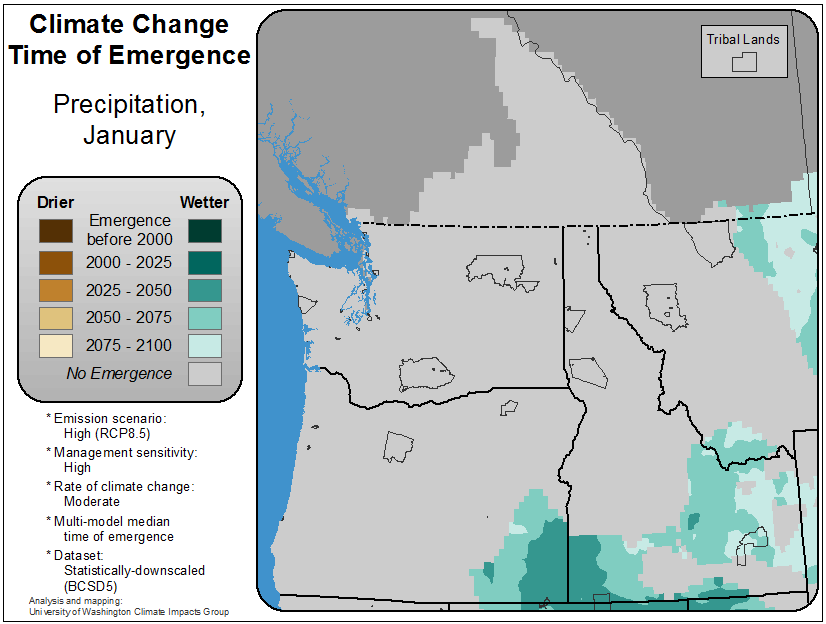 Climate Change
Time of Emergence
Precipitation,
January
Tribal Lands
Drier
Wetter
Emergence
before 2000
2000 - 2025
2025 - 2050
2050 - 2075
2075 - 2100
No Emergence
* Emission scenario:
High (RCP8.5)
* Management sensitivity:
High
* Rate of climate change:
Moderate
* Multi-model median
time of emergence
* Dataset:
Statistically-downscaled
(BCSD5)
Analysis and mapping:
University of Washington Climate Impacts Group